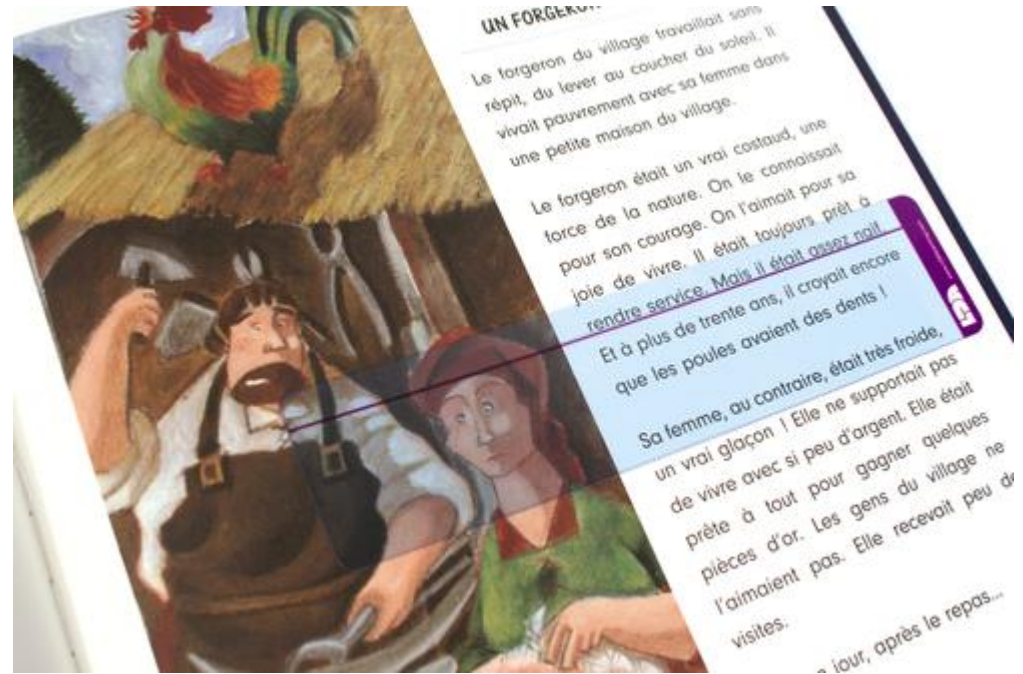 UN FORGERON
Le forgeron du village travaillait sans
répit, du lever au coucher du soleil. Il
vivait pauvrement avec sa femme dans
une petite maison du village.
Le forgeron était un vrai costaud, une
force de la nature. On le connaissait
pour son courage. On l'aimait pour sa
joie de vivre. Il était toujours prêt à
rendre service. Mais il était assez naïf.
Et à plus de trente ans, il croyait encore
que les poules avaient des dents !
Sa femme, au contraire, était très froide,
un vrai glaçon ! Elle ne supportait pas
de vivre avec si peu d'argent. Elle était
prête à tout pour gagner quelques
pièces d'or. Les gens du village ne
l'aimaient pas. Elle recevait peu de
visites.
jour, après le repas...